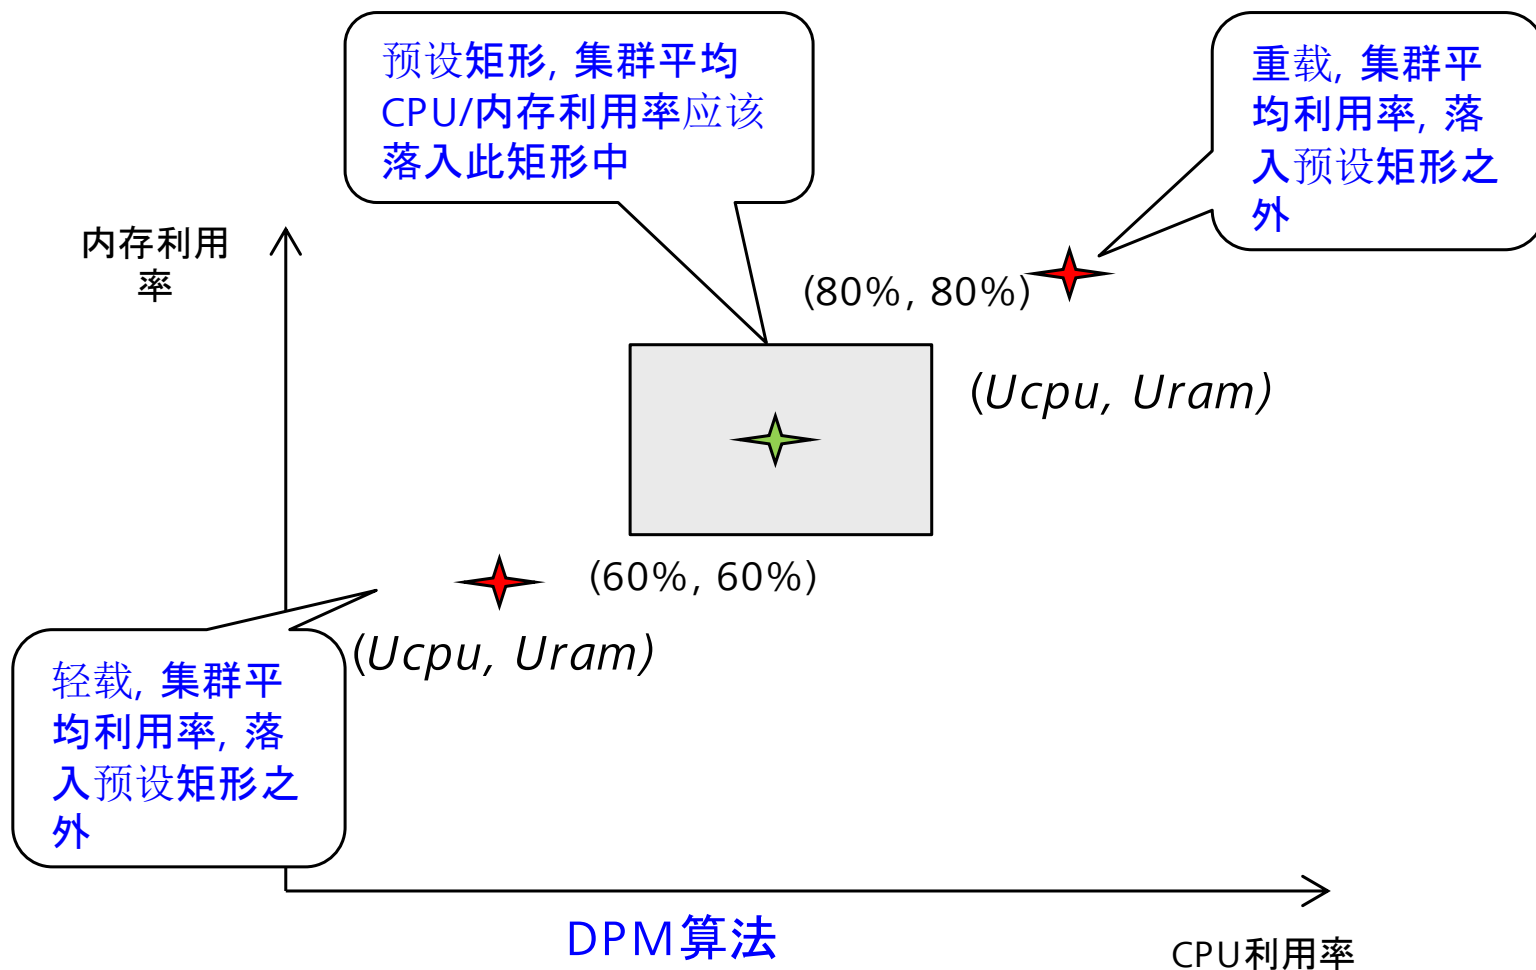 预设矩形, 集群平均
CPU/内存利用率应该
落入此矩形中
重载, 集群平
均利用率, 落
入预设矩形之
外
内存利用
率
(80%, 80%)
(Ucpu, Uram)
(60%, 60%)
(Ucpu, Uram)
轻载, 集群平
均利用率, 落
入预设矩形之
外
DPM算法
CPU利用率